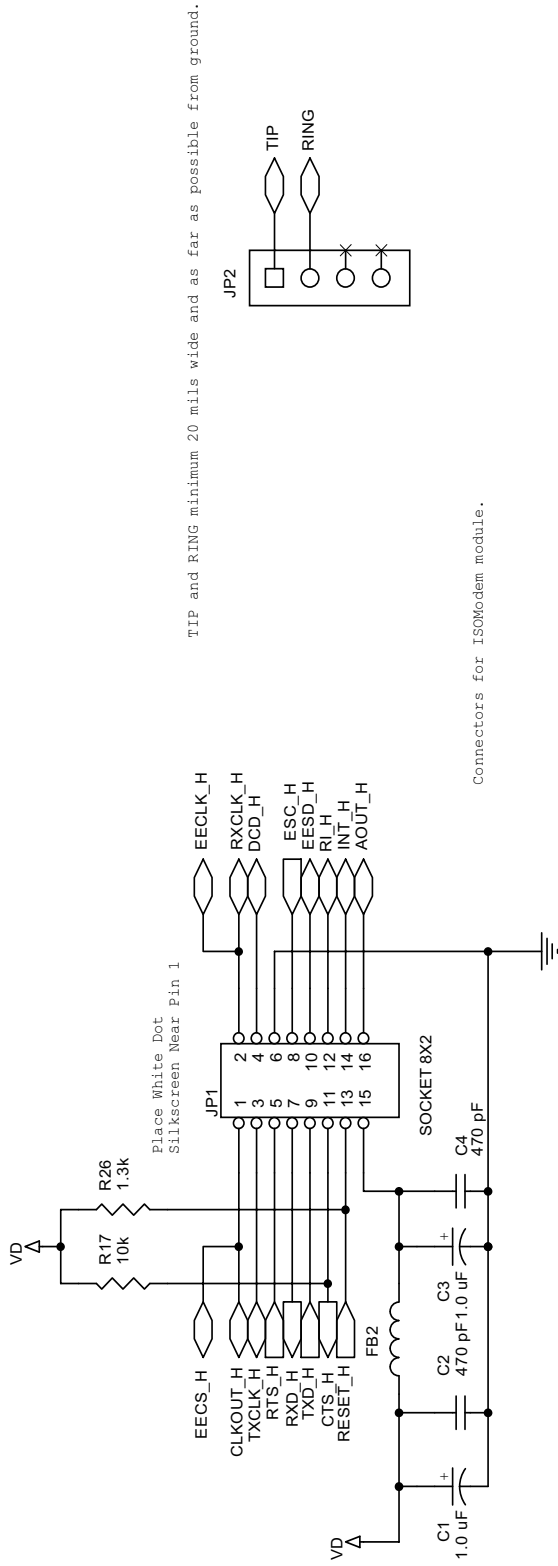 TIP and RING minimum 20 mils wide and as far as possible from ground.
JP2
TIP
RING
Connectors for ISOModem module.
VD
R17
10k
R26
1.3k
Place White Dot
Silkscreen Near Pin 1
EECS_H
CLKOUT_H
TXCLK_H
RTS_H
RXD_H
TXD_H
CTS_H
RESET_H
JP1
1 2
3 4
5 6
7 8
9 10
11 12
13 14
15 16
SOCKET 8X2
EECLK_H
RXCLK_H
DCD_H
ESC_H
EESD_H
RI_H
INT_H
AOUT_H
VD
C1
1.0 uF
C2
470 pF
FB2
C3
1.0 uF
C4
470 pF